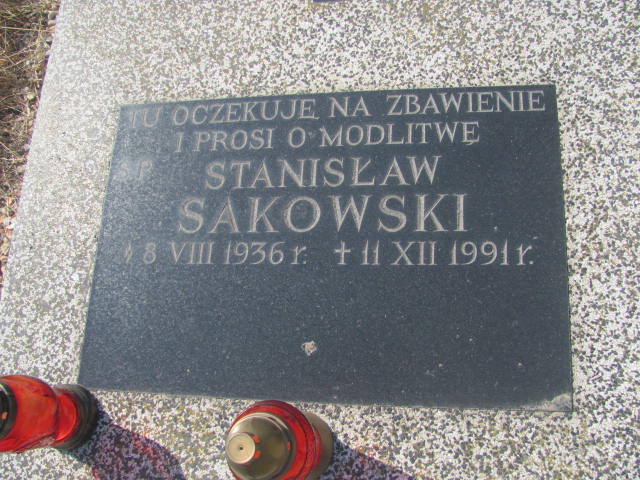 TU OCZEKUJE NA ZBAWIENIE
I PROSI O MODLITWĘ
ŚP STANISŁAW
SAKOWSKI
* 8 VIII 1936 r. + 11 XII 1991 r.